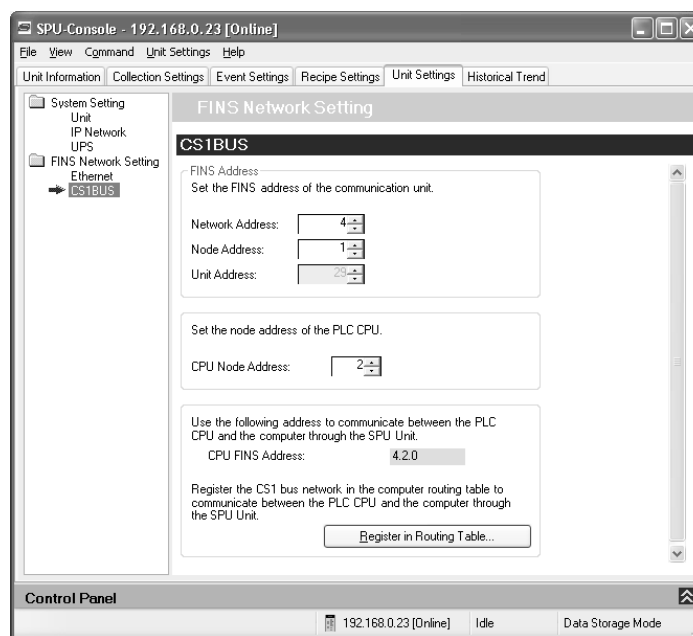 SPU-Console - 192.168.0.23 [Online]
File View Command Unit Settings Help
Unit Information Collection Settings Event Settings Recipe Settings Unit Settings Historical Trend
System Setting
Unit
IP Network
UPS
FINS Network Setting
Ethernet
CS1BUS
FINS Network Setting
CS1BUS
FINS Address
Set the FINS address of the communication unit.
Network Address: 4
Node Address: 1
Unit Address: 29
Set the node address of the PLC CPU.
CPU Node Address: 2
Use the following address to communicate between the PLC
CPU and the computer through the SPU Unit.
CPU FINS Address: 4.2.0
Register the CS1 bus network in the computer routing table to
communicate between the PLC CPU and the computer through
the SPU Unit.
Register in Routing Table...
Control Panel
192.168.0.23 [Online] Idle Data Storage Mode